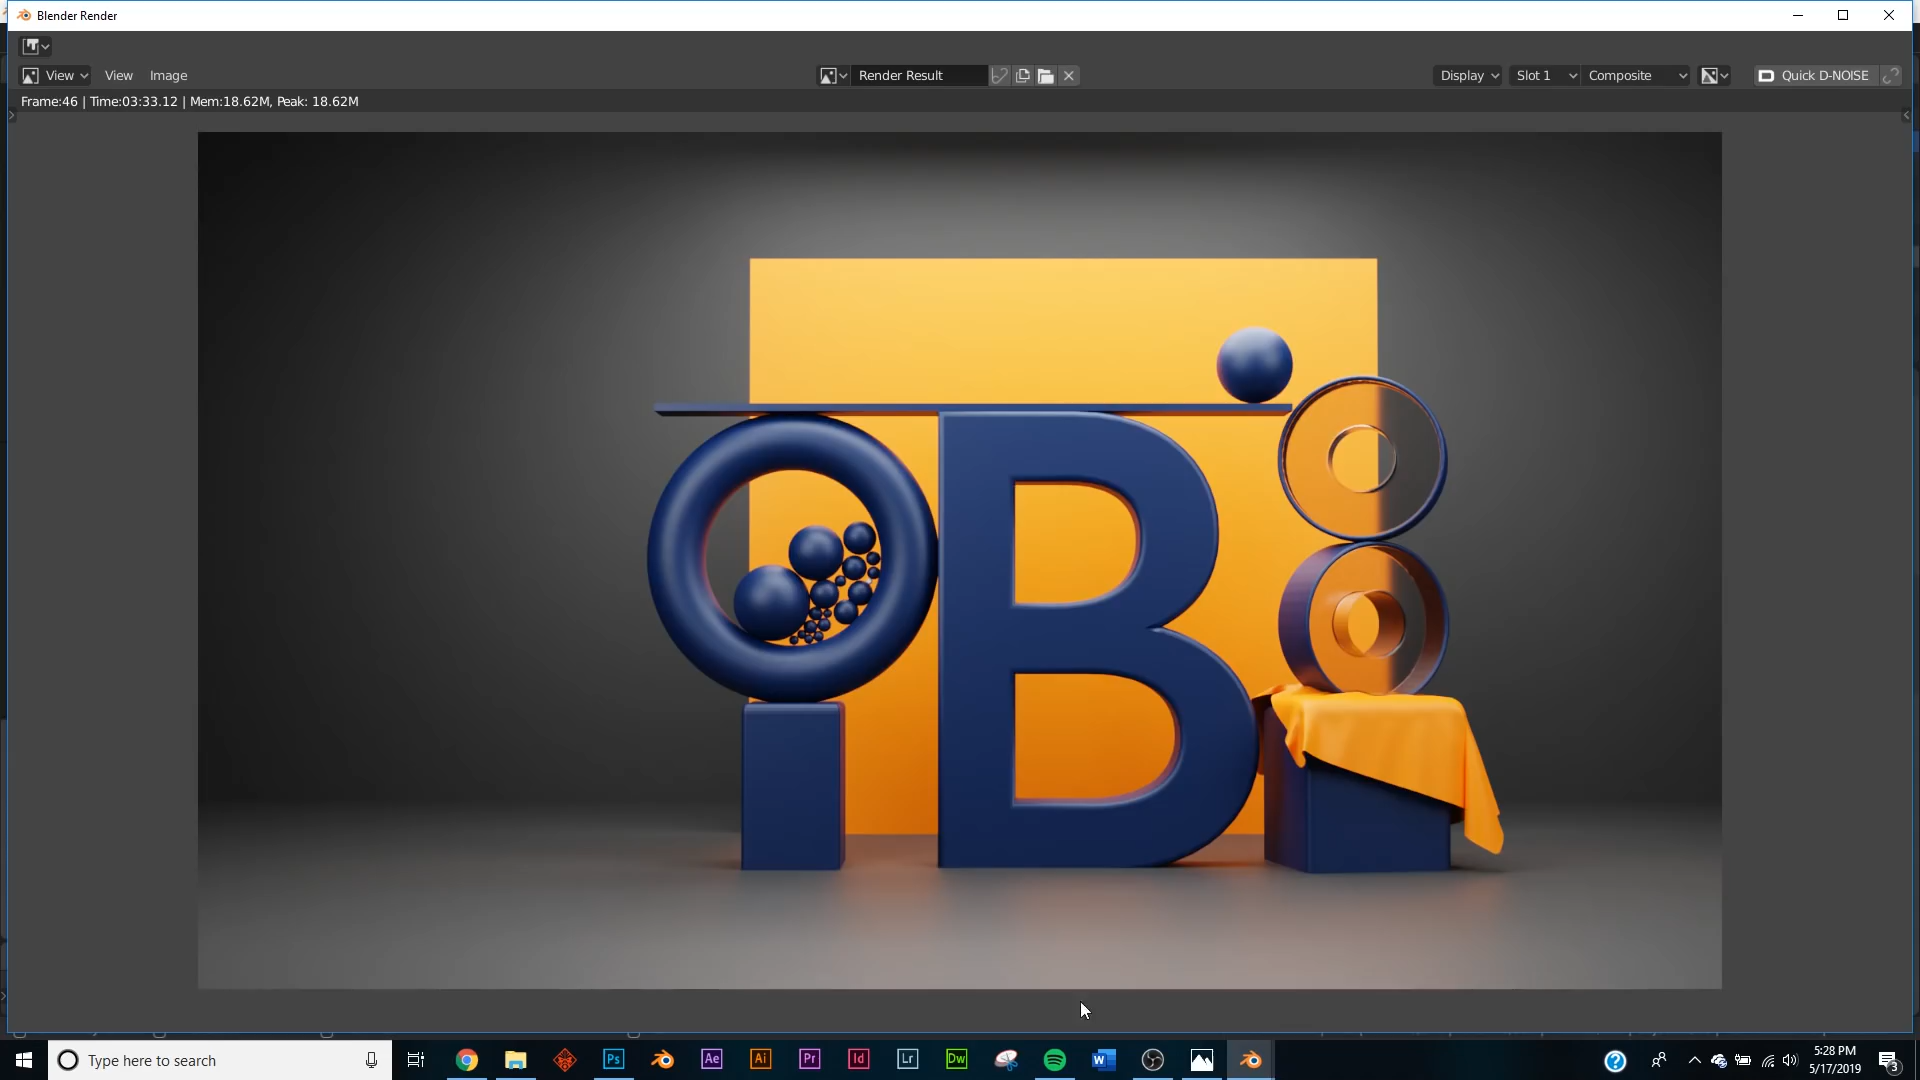 Blender Render
View View Image Render Result Display Slot 1 Composite Quick D-NOISE
Frame:46 | Time:03:33.12 | Mem:18.62M, Peak: 18.62M
B
Type here to search
Ps Ae Ai Pr Id Lr Dw W
5:28 PM
5/17/2019
3